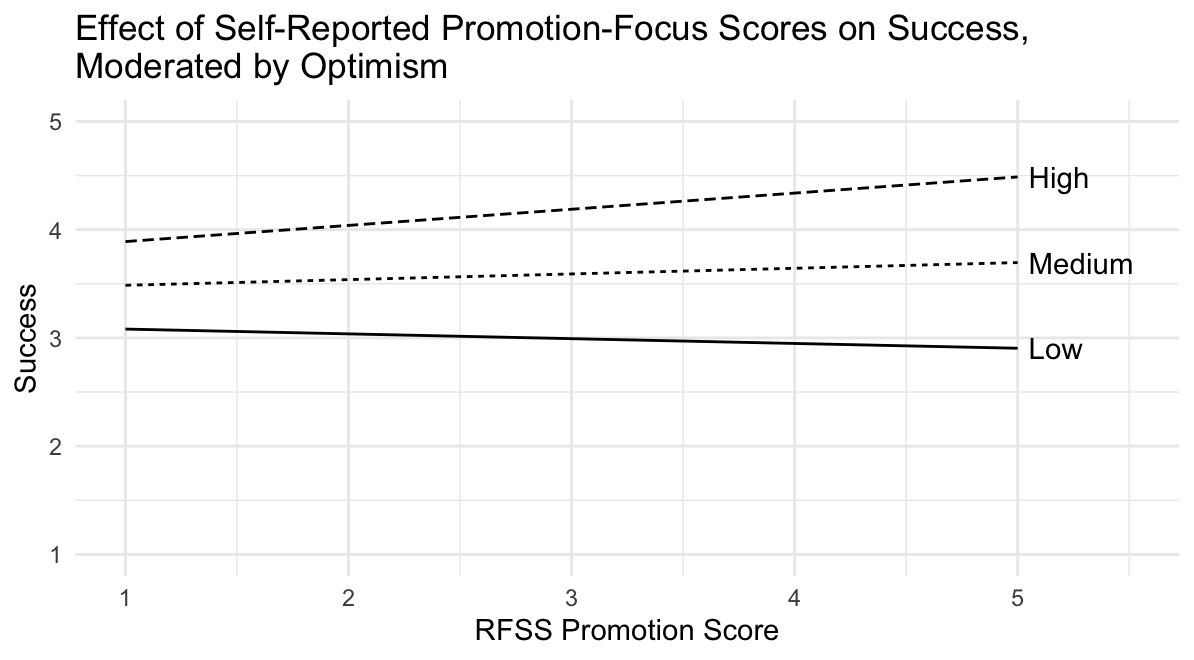 Effect of Self-Reported Promotion-Focus Scores on Success,
Moderated by Optimism
5
4
3
2
1
Success
High
Medium
Low
1 2 3 4 5
RFSS Promotion Score